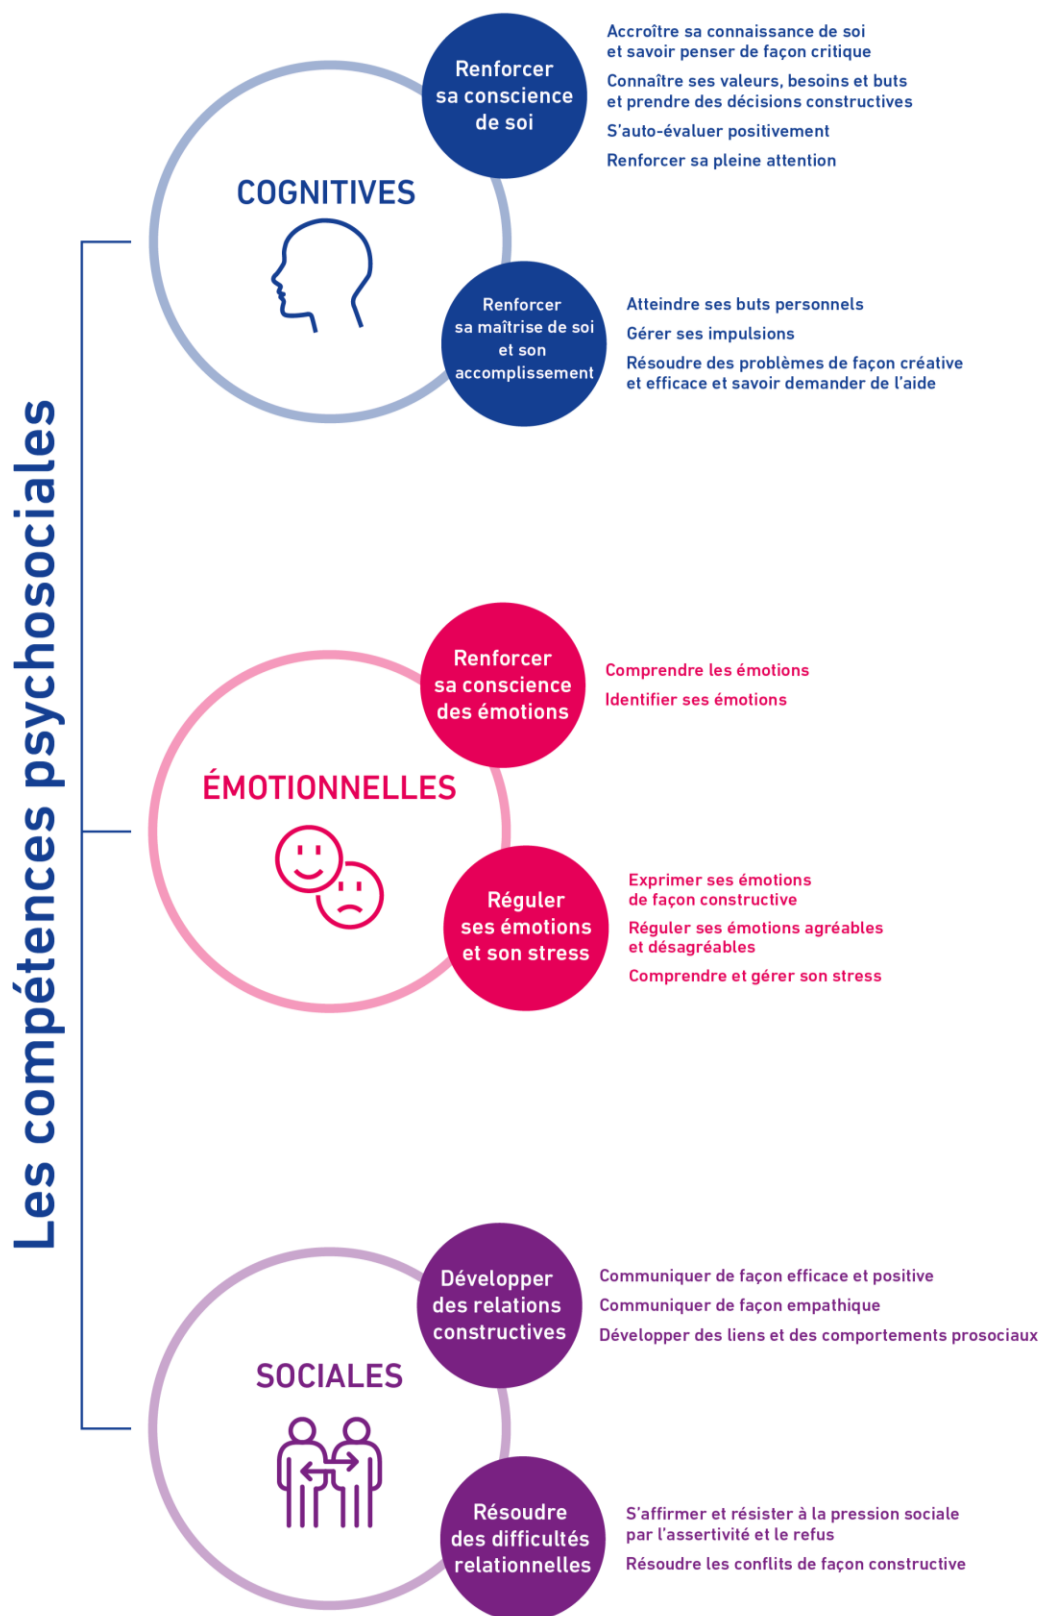 Les compétences psychosociales
COGNITIVES
Renforcer
sa conscience
de soi
Accroître sa connaissance de soi
et savoir penser de façon critique
Connaître ses valeurs, besoins et buts
et prendre des décisions constructives
S'auto-évaluer positivement
Renforcer sa pleine attention
Renforcer
sa maîtrise de soi
et son
accomplissement
Atteindre ses buts personnels
Gérer ses impulsions
Résoudre des problèmes de façon créative
et efficace et savoir demander de l'aide
ÉMOTIONNELLES
Renforcer
sa conscience
des émotions
Comprendre les émotions
Identifier ses émotions
Réguler
ses émotions
et son stress
Exprimer ses émotions
de façon constructive
Réguler ses émotions agréables
et désagréables
Comprendre et gérer son stress
SOCIALES
Développer
des relations
constructives
Communiquer de façon efficace et positive
Communiquer de façon empathique
Développer des liens et des comportements prosociaux
Résoudre
des difficultés
relationnelles
S'affirmer et résister à la pression sociale
par l'assertivité et le refus
Résoudre les conflits de façon constructive